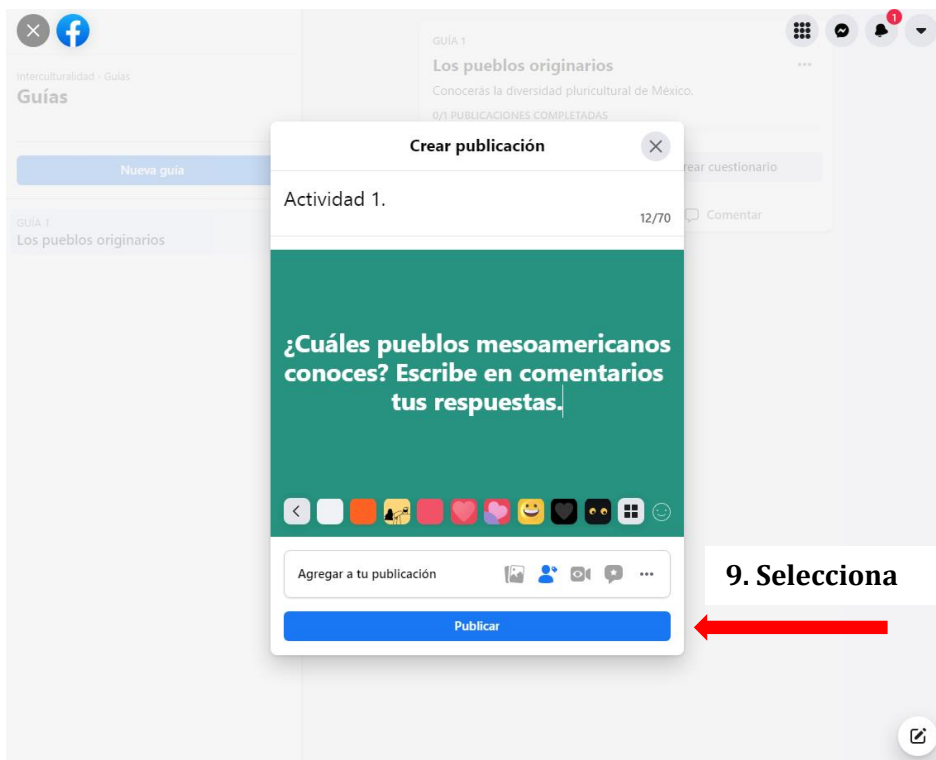 1
GUÍA 1
Los pueblos originarios
Interculturalidad · Guías
Guías
Conocerás la diversidad pluricultural de México.
0/1 PUBLICACIONES COMPLETADAS
Crear publicación
Nueva guía
rear cuestionario
Actividad 1.
12/70
Comentar
GUÍA 1
Los pueblos originarios
¿Cuáles pueblos mesoamericanos
conoces? Escribe en comentarios
tus respuestas.
Agregar a tu publicación
9. Selecciona
Publicar